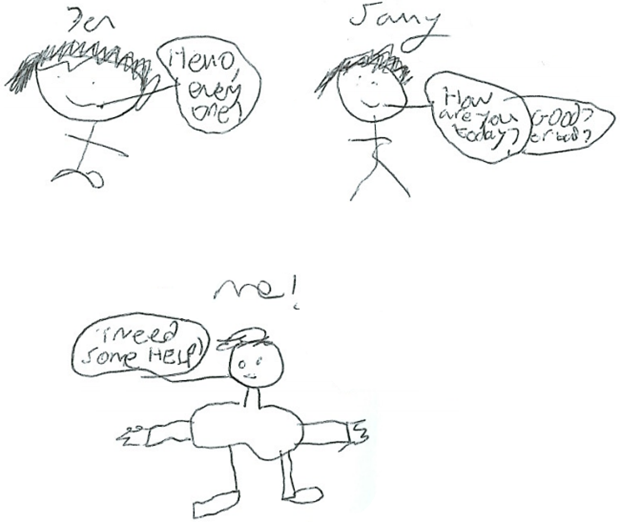 Jen
Hello,
every
one!
Jany
How
are you
today?
GOOD?
or bad?
me!
I need
some HELP!